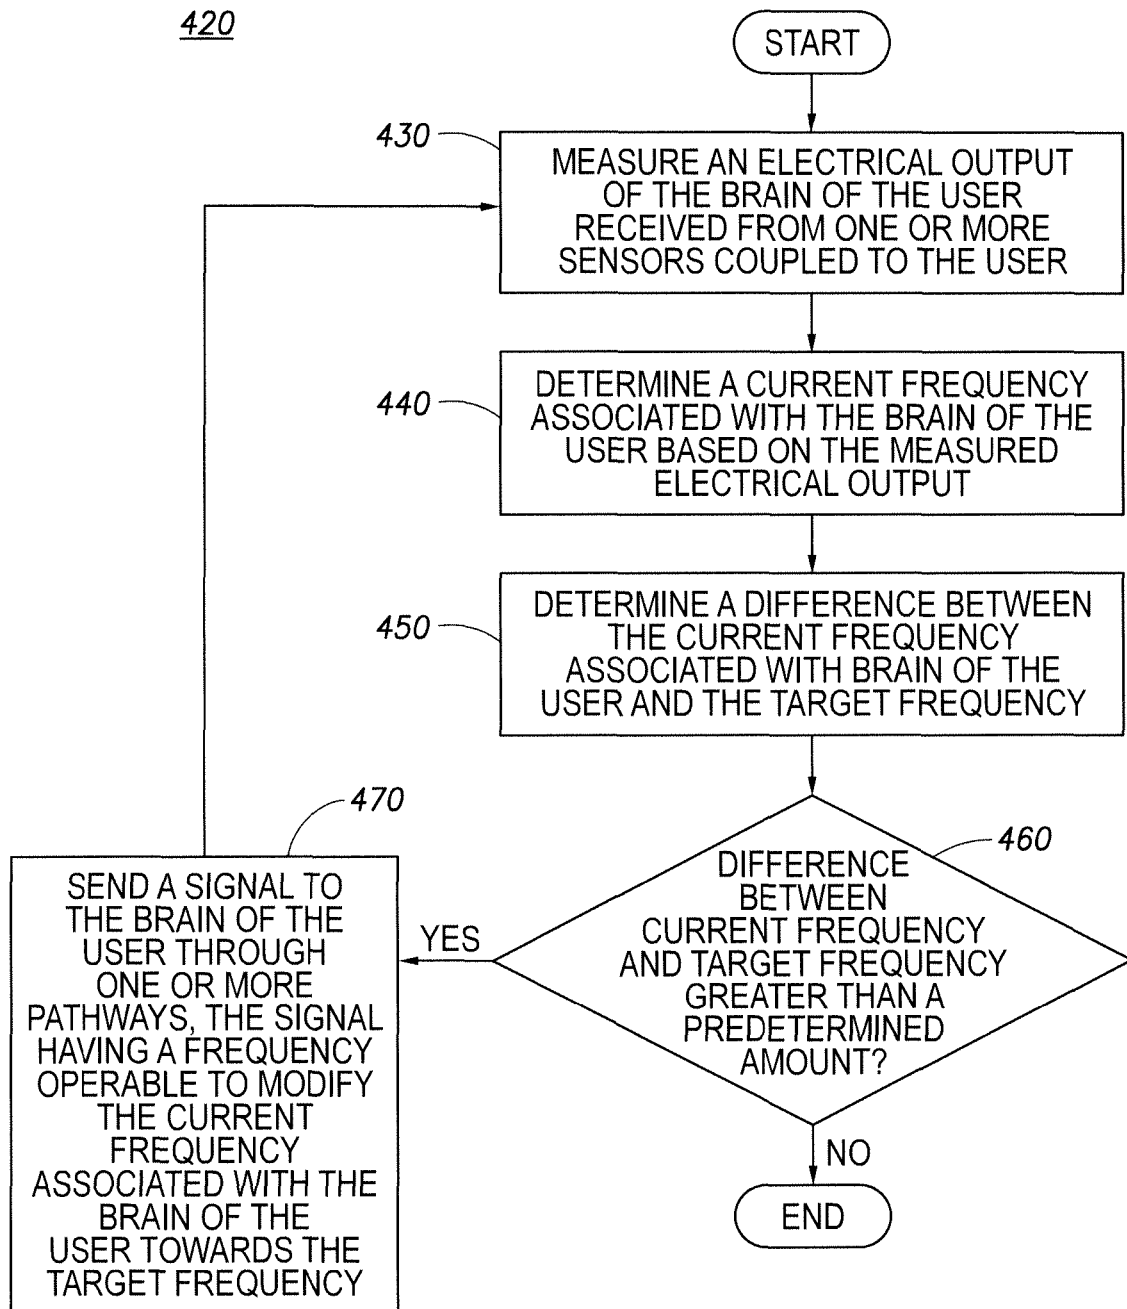 420
START
430
MEASURE AN ELECTRICAL OUTPUT
OF THE BRAIN OF THE USER
RECEIVED FROM ONE OR MORE
SENSORS COUPLED TO THE USER
440
DETERMINE A CURRENT FREQUENCY
ASSOCIATED WITH THE BRAIN OF THE
USER BASED ON THE MEASURED
ELECTRICAL OUTPUT
450
DETERMINE A DIFFERENCE BETWEEN
THE CURRENT FREQUENCY
ASSOCIATED WITH BRAIN OF THE
USER AND THE TARGET FREQUENCY
460
DIFFERENCE
BETWEEN
CURRENT FREQUENCY
AND TARGET FREQUENCY
GREATER THAN A
PREDETERMINED
AMOUNT?
YES
470
SEND A SIGNAL TO
THE BRAIN OF THE
USER THROUGH
ONE OR MORE
PATHWAYS, THE SIGNAL
HAVING A FREQUENCY
OPERABLE TO MODIFY
THE CURRENT
FREQUENCY
ASSOCIATED WITH THE
BRAIN OF THE
USER TOWARDS THE
TARGET FREQUENCY
NO
END